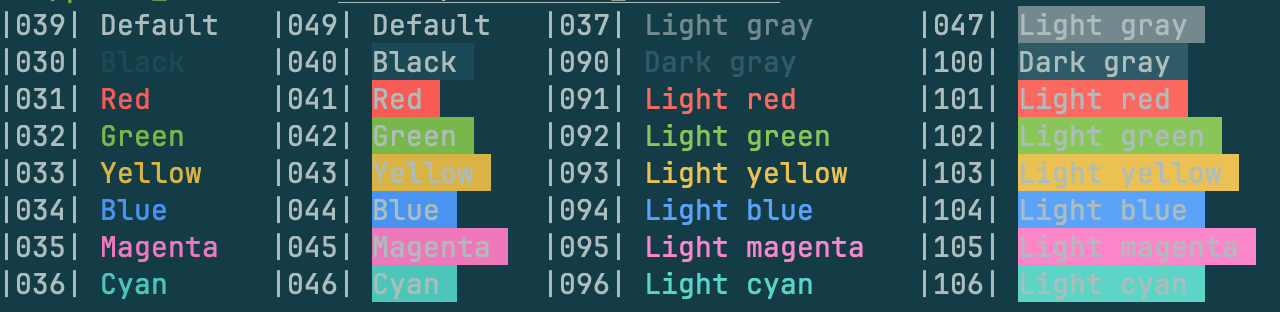 |039| Default |049| Default |037| Light gray |047| Light gray
|030| Black |040| Black |090| Dark gray |100| Dark gray
|031| Red |041| Red |091| Light red |101| Light red
|032| Green |042| Green |092| Light green |102| Light green
|033| Yellow |043| Yellow |093| Light yellow |103| Light yellow
|034| Blue |044| Blue |094| Light blue |104| Light blue
|035| Magenta |045| Magenta |095| Light magenta |105| Light magenta
|036| Cyan |046| Cyan |096| Light cyan |106| Light cyan